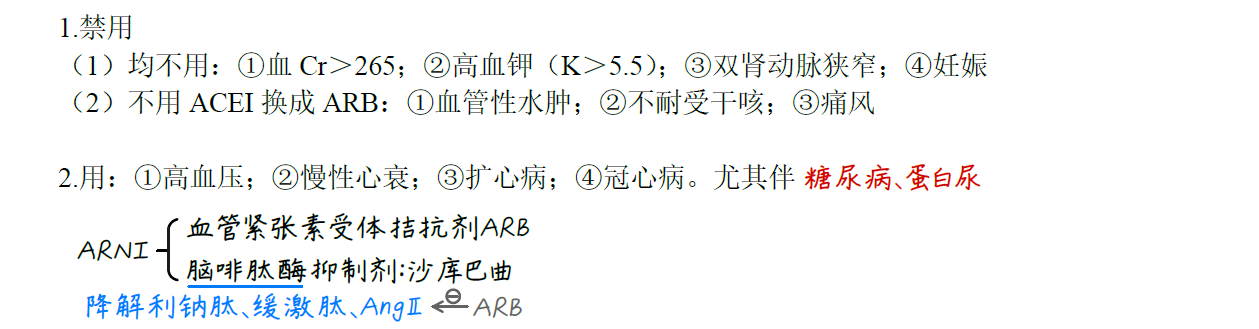 1.禁用
（1）均不用：①血 Cr＞265；②高血钾（K＞5.5）；③双肾动脉狭窄；④妊娠
（2）不用 ACEI 换成 ARB：①血管性水肿；②不耐受干咳；③痛风
2.用：①高血压；②慢性心衰；③扩心病；④冠心病。尤其伴 糖尿病、蛋白尿
血管紧张素受体拮抗剂ARB
ARNI
脑啡肽酶抑制剂:沙库巴曲
降解利钠肽、缓激肽、AngⅡ ⊖ ARB